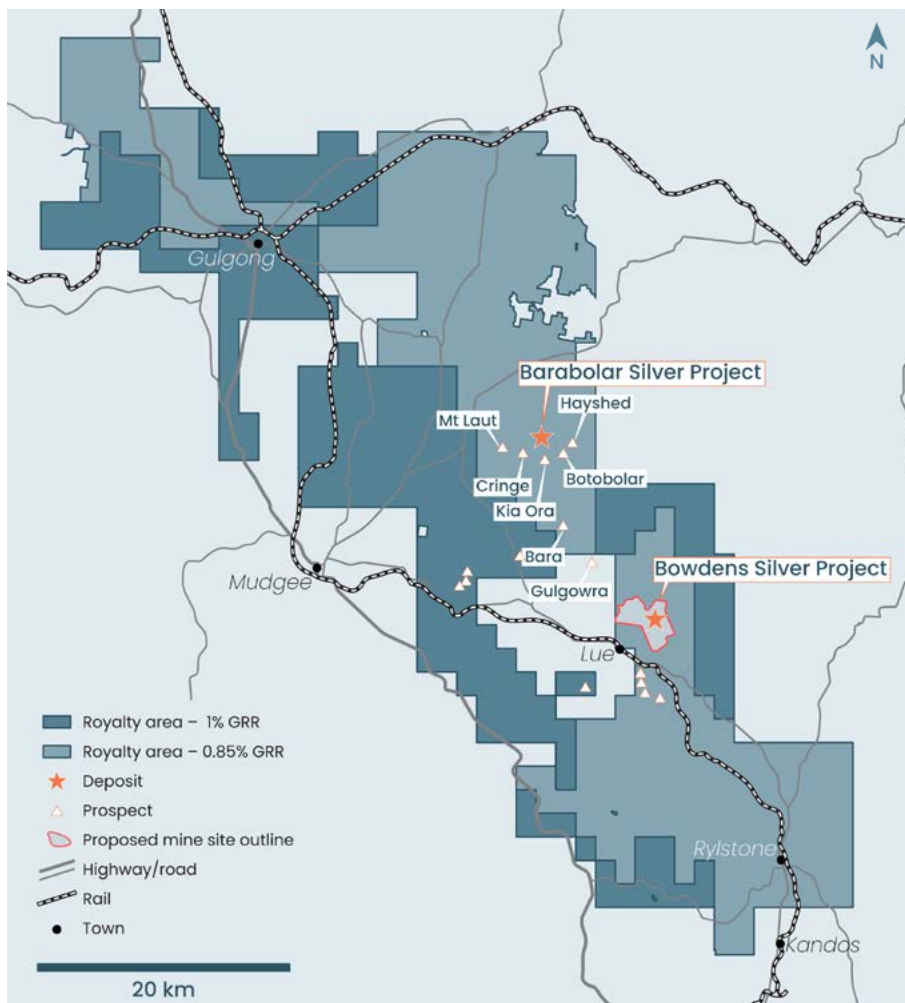 N
Gulgong
Barabolar Silver Project
Hayshed
Mt Laut
Cringe
Botobolar
Kia Ora
Bara
Gulgowra
Bowdens Silver Project
Mudgee
Lue
Royalty area – 1% GRR
Royalty area – 0.85% GRR
Deposit
Prospect
Proposed mine site outline
Highway/road
Rail
Town
Rylstone
Kandos
20 km